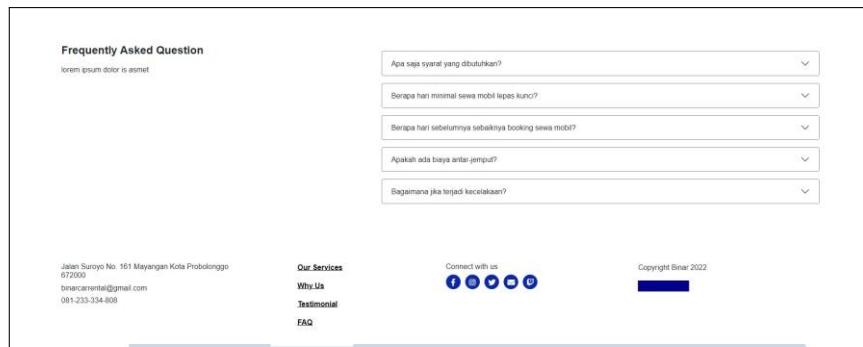 Frequently Asked Question
lorem ipsum dolor is asmet
Apa saja syarat yang dibutuhkan?
Berapa hari minimal sewa mobil lepas kunci?
Berapa hari sebelumnya sebaiknya booking sewa mobil?
Apakah ada biaya antar-jemput?
Bagaimana jika terjadi kecelakaan?
Jalan Suroyo No. 161 Mayangan Kota Probolonggo
672000
binarcarrental@gmail.com
081-233-334-808
Our Services
Why Us
Testimonial
FAQ
Connect with us
Copyright Binar 2022